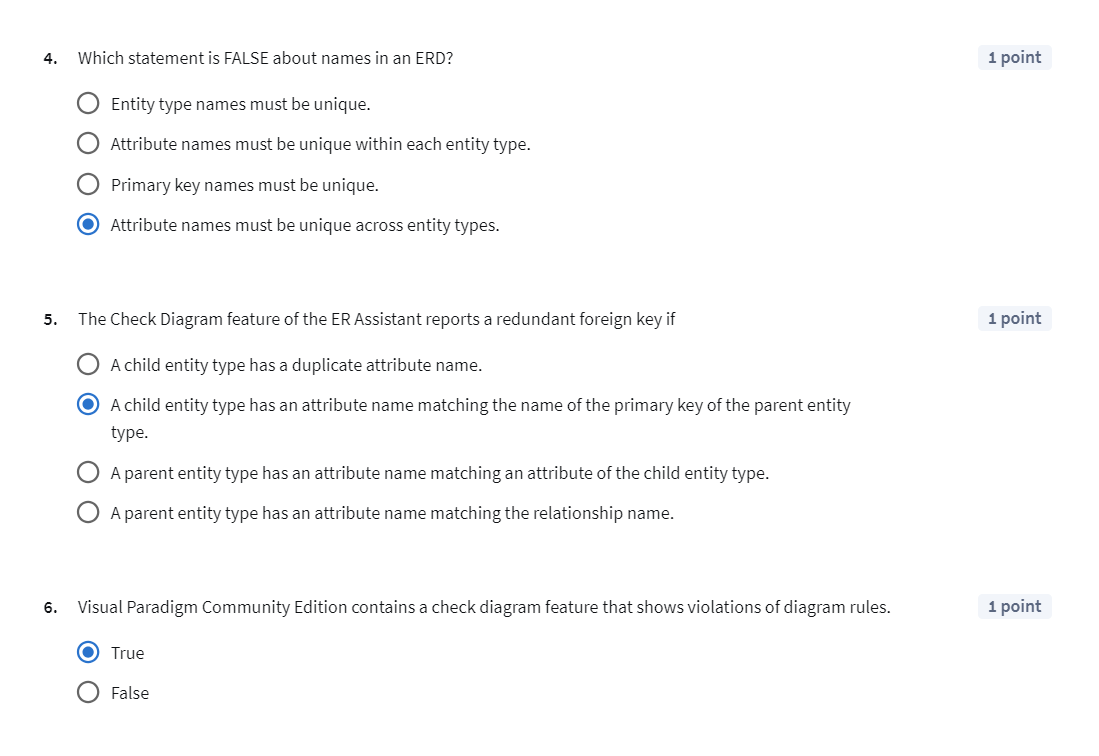 4. Which statement is FALSE about names in an ERD? 1 point
Entity type names must be unique.
Attribute names must be unique within each entity type.
Primary key names must be unique.
Attribute names must be unique across entity types.
5. The Check Diagram feature of the ER Assistant reports a redundant foreign key if 1 point
A child entity type has a duplicate attribute name.
A child entity type has an attribute name matching the name of the primary key of the parent entity
type.
A parent entity type has an attribute name matching an attribute of the child entity type.
A parent entity type has an attribute name matching the relationship name.
6. Visual Paradigm Community Edition contains a check diagram feature that shows violations of diagram rules. 1 point
True
False